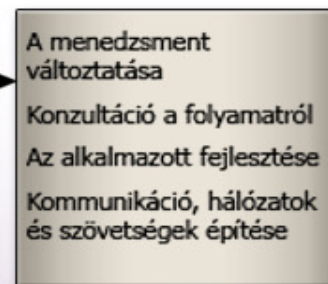 A menedzsment
változtatása
Konzultáció a folyamatról
Az alkalmazott fejlesztése
Kommunikáció, hálózatok
és szövetségek építése